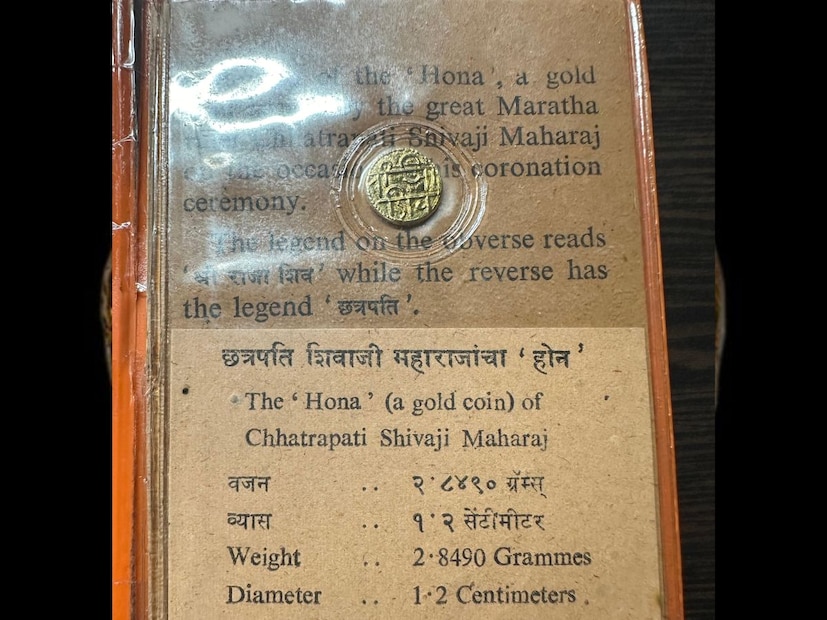 of the ‘Hona’, a gold
the great Maratha
Shivaji Maharaj
the coronation
ceremony.
The legend on the obverse reads
‘श्री राजा शिव’ while the reverse has
the legend ‘छत्रपति’.
छत्रपति शिवाजी महाराजांचा ‘होन’
The ‘Hona’ (a gold coin) of
Chhatrapati Shivaji Maharaj
वजन .. २·८४९० ग्रॅम्स्
व्यास .. १·२ सेंटीमीटर
Weight .. 2·8490 Grammes
Diameter .. 1·2 Centimeters.